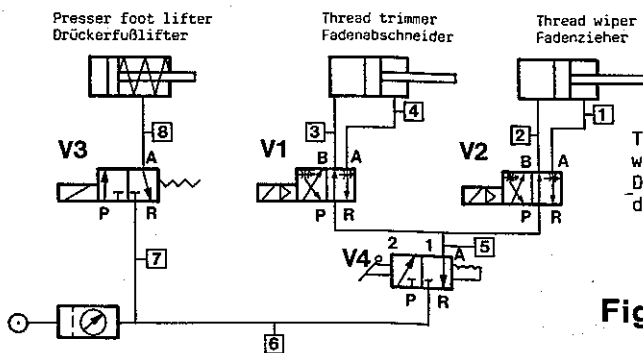 Presser foot lifter
Drückerfußlifter
Thread trimmer
Fadenabschneider
Thread wiper
Fadenzieher
8
3
4
2
1
V3
A
V1
B
A
V2
B
A
T
w
D
d
P
R
P
R
P
R
7
2
1
5
V4
A
P
R
6
Fig